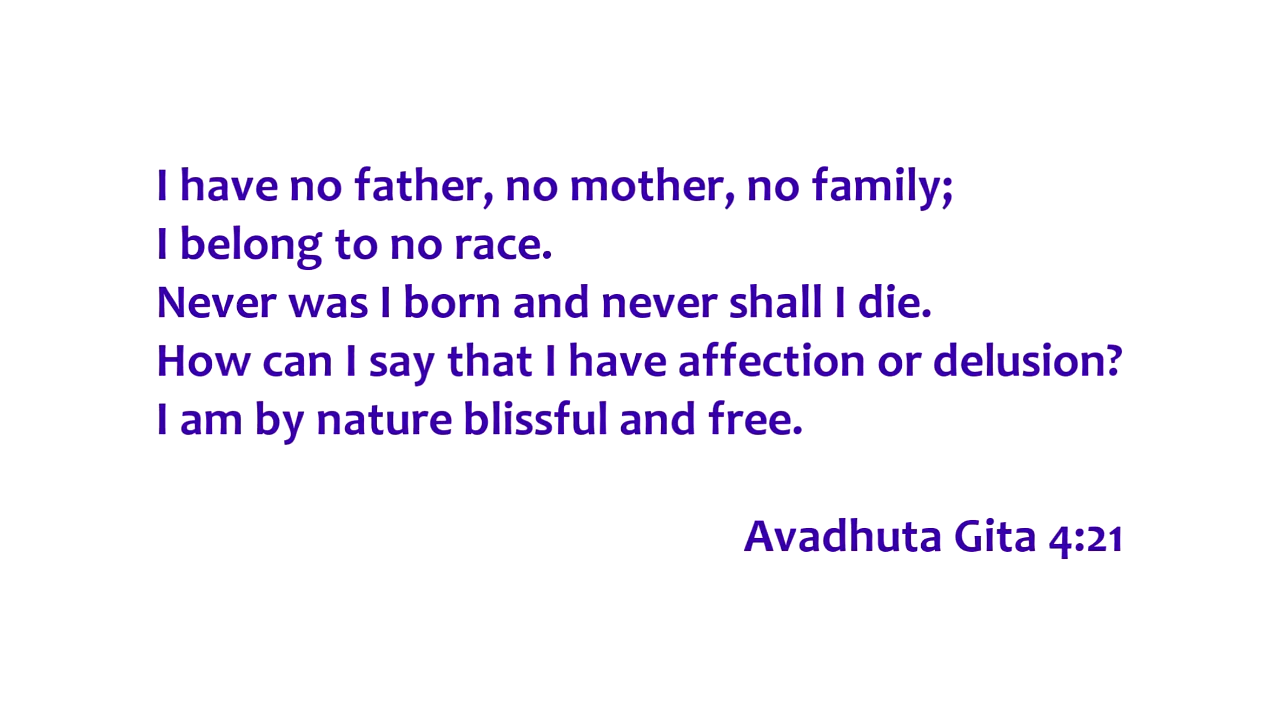 I have no father, no mother, no family;
I belong to no race.
Never was I born and never shall I die.
How can I say that I have affection or delusion?
I am by nature blissful and free.
Avadhuta Gita 4:21